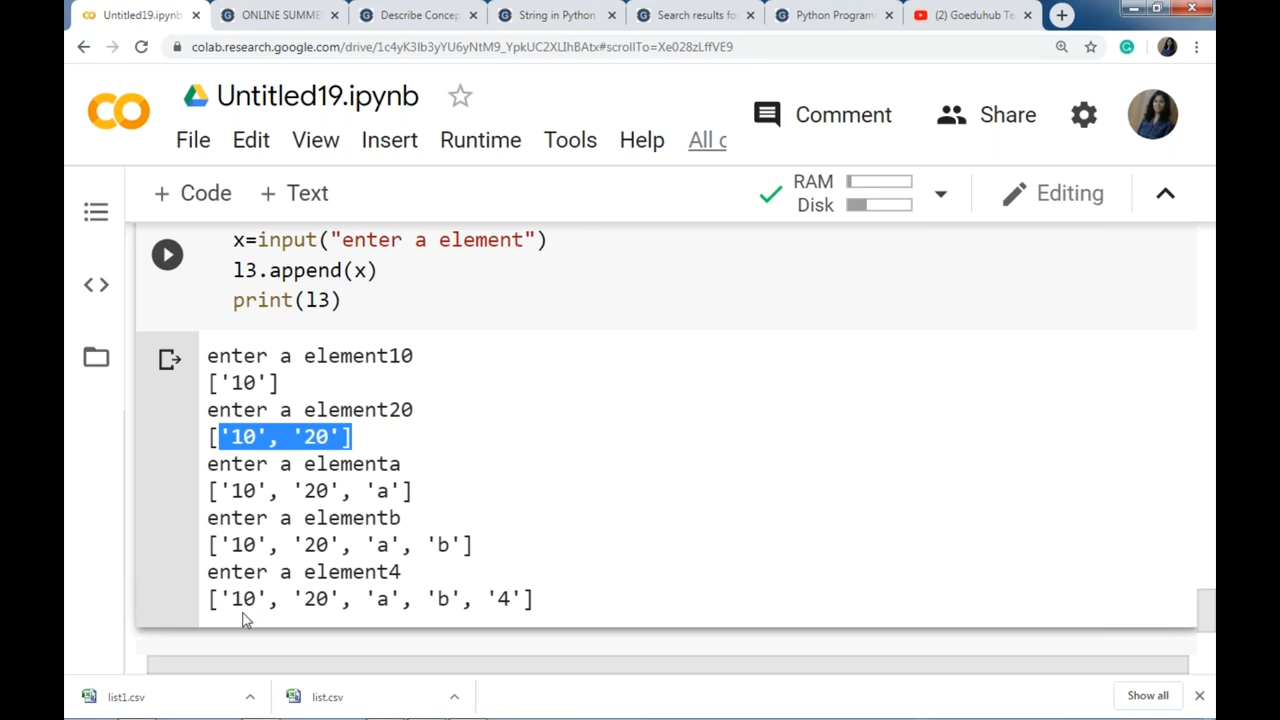 Untitled19.ipynb
ONLINE SUMME
Describe Concep
String in Python
Search results fo
Python Program
(2) Goeduhub Te
colab.research.google.com/drive/1c4yK3Ib3yYU6yNtM9_YpkUC2XLIhBAtx#scrollTo=Xe028zLffVE9
CO
Untitled19.ipynb
Comment
Share
File Edit View Insert Runtime Tools Help All c
+ Code + Text
RAM
Disk
Editing
x=input("enter a element")
l3.append(x)
print(l3)
enter a element10
['10']
enter a element20
['10', '20']
enter a elementa
['10', '20', 'a']
enter a elementb
['10', '20', 'a', 'b']
enter a element4
['10', '20', 'a', 'b', '4']
list1.csv
list.csv
Show all